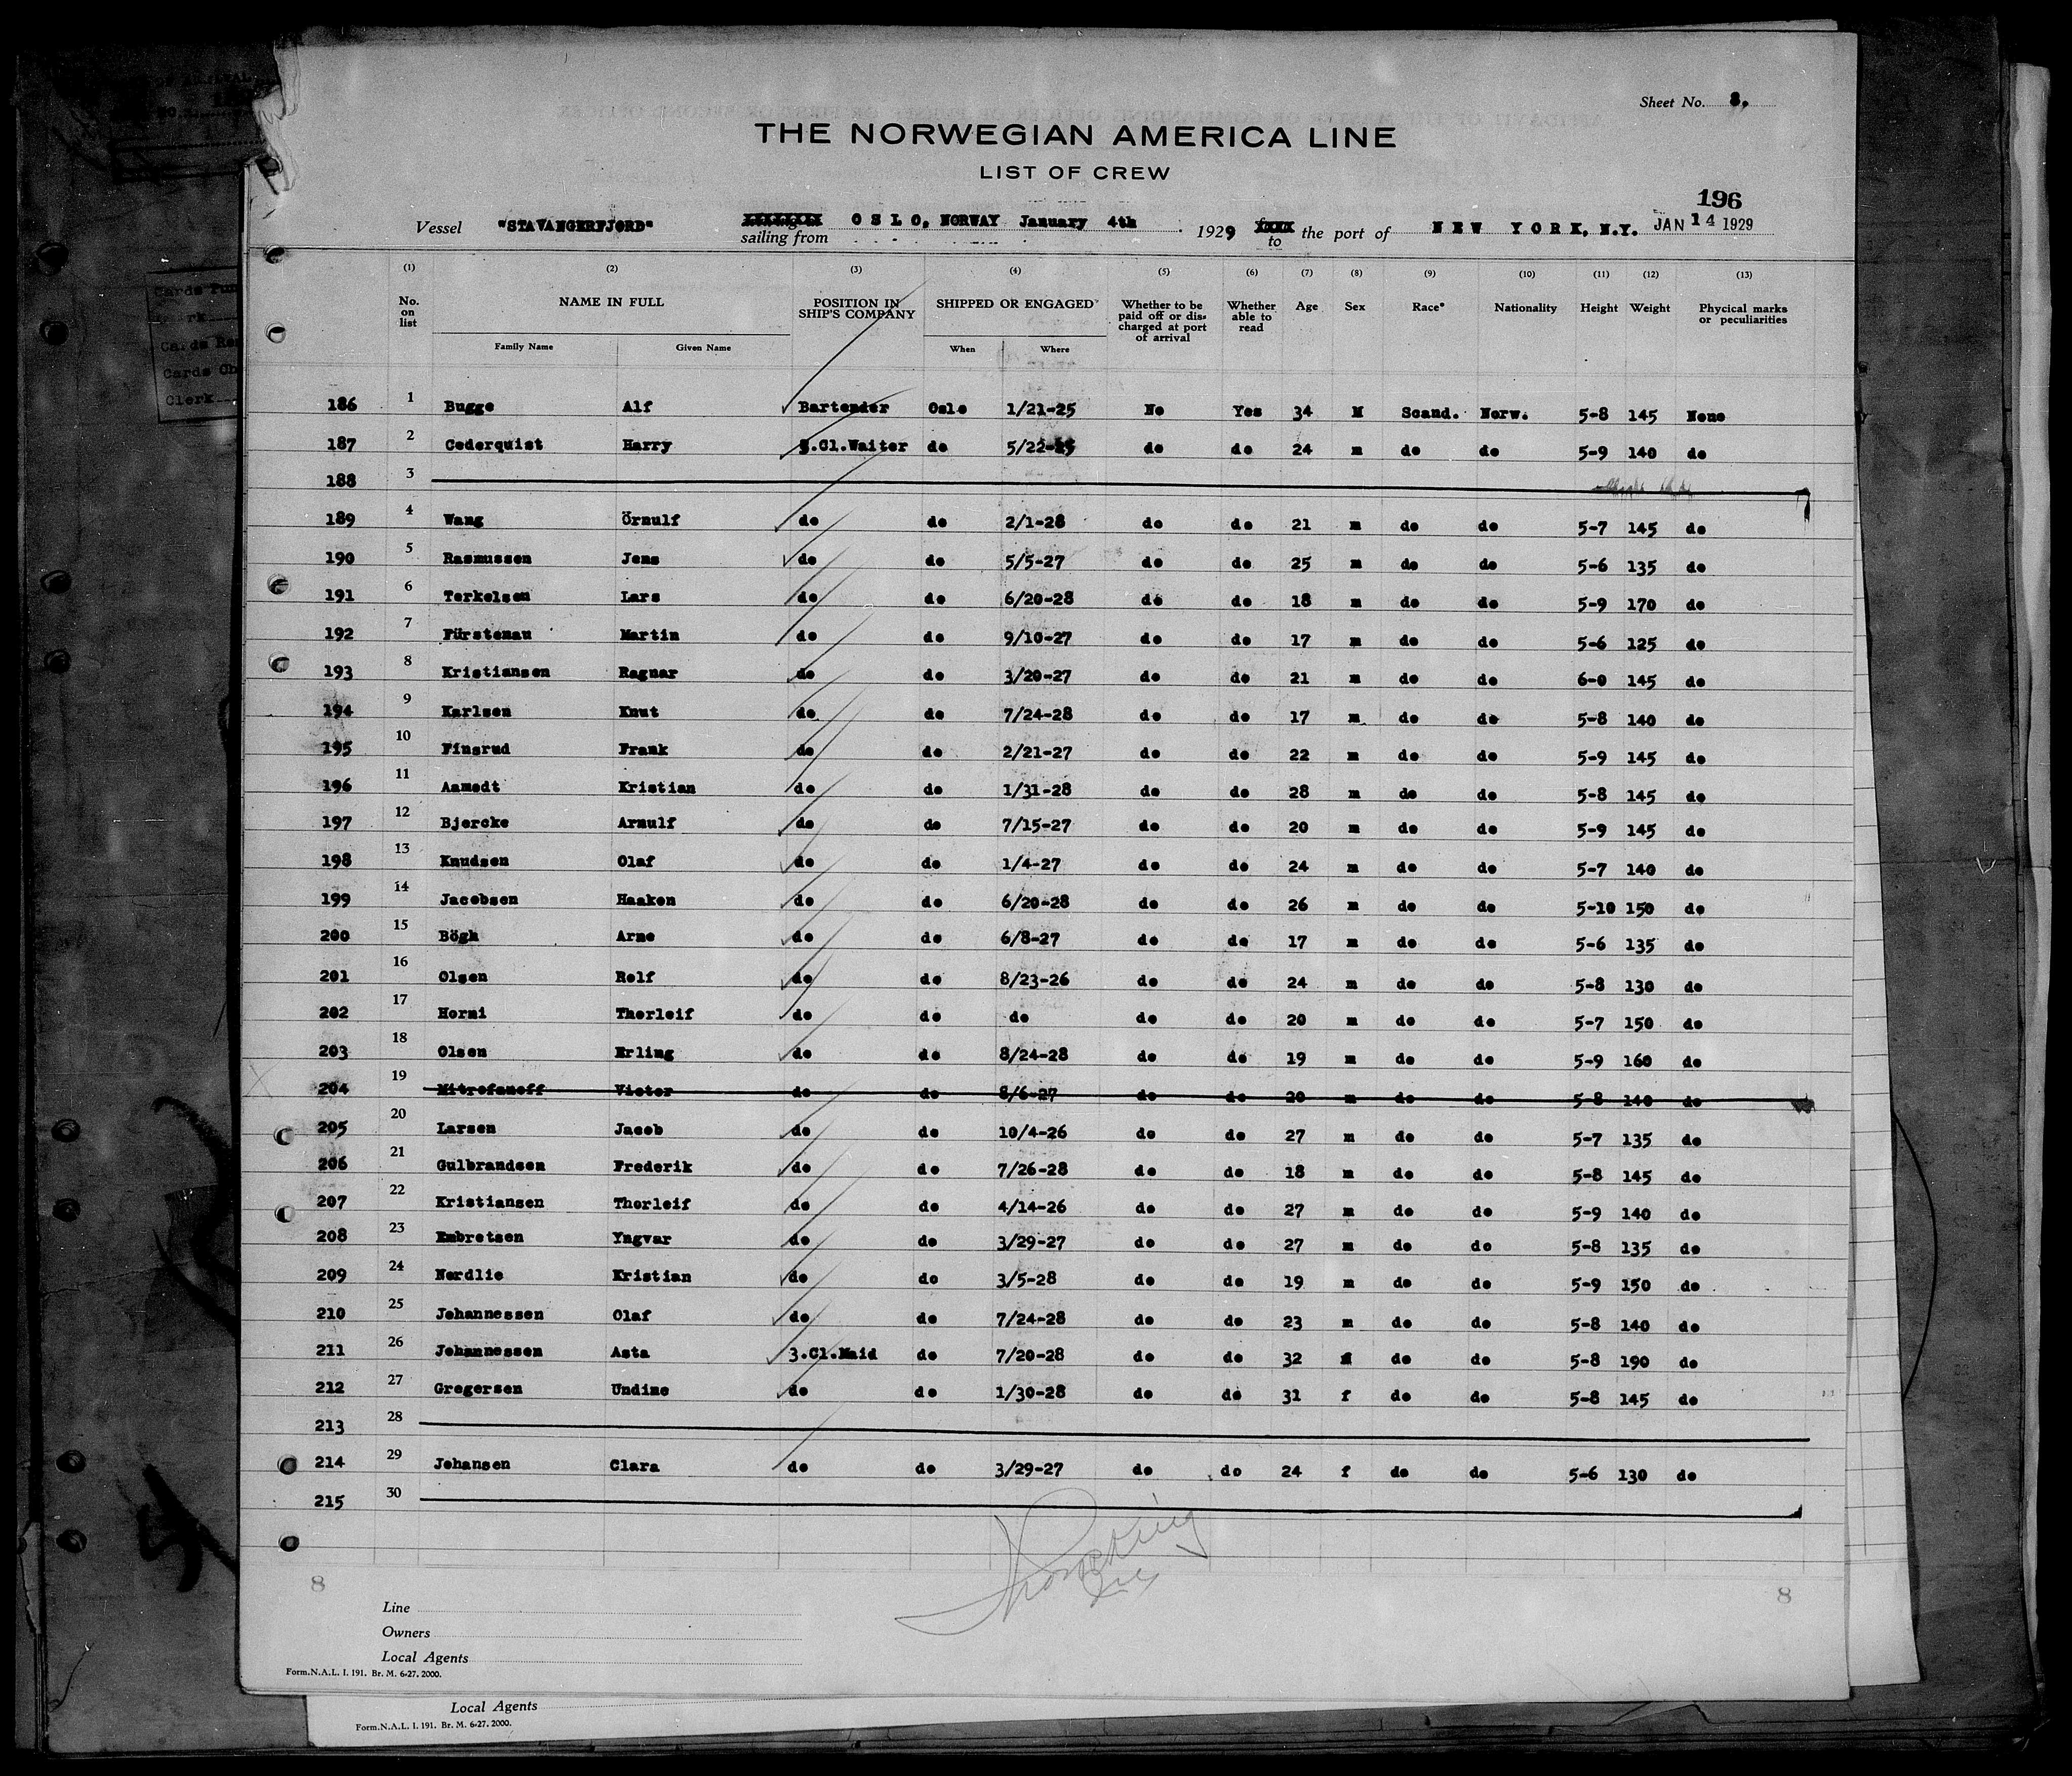 Sheet No. 8.
THE NORWEGIAN AMERICA LINE
LIST OF CREW
196
Vessel "STAVANGERFJORD" sailing from OSLO, NORWAY January 4th 1929 to the port of NEW YORK, N.Y. JAN 14 1929
(1) (2) (3) (4) (5) (6) (7) (8) (9) (10) (11) (12) (13)
No. on list NAME IN FULL POSITION IN SHIP'S COMPANY SHIPPED OR ENGAGED Whether to be paid off or discharged at port of arrival Whether able to read Age Sex Race* Nationality Height Weight Phycical marks or peculiarities
Family Name Given Name When Where
186 1 Bugge Alf Bartender Oslo 1/21-25 No Yes 34 M Scand. Norw. 5-8 145 None
187 2 Cederquist Harry 3.Cl.Waiter do 5/22-25 do do 24 m do do 5-9 140 do
188 3
189 4 Wang Örnulf do do 2/1-28 do do 21 m do do 5-7 145 do
190 5 Rasmussen Jens do do 5/5-27 do do 25 m do do 5-6 135 do
191 6 Terkelsen Lars do do 6/20-28 do do 18 m do do 5-9 170 do
192 7 Fürstenau Martin do do 9/10-27 do do 17 m do do 5-6 125 do
193 8 Kristiansen Ragnar do do 3/20-27 do do 21 m do do 6-0 145 do
194 9 Karlsen Knut do do 7/24-28 do do 17 m do do 5-8 140 do
195 10 Finsrud Frank do do 2/21-27 do do 22 m do do 5-9 145 do
196 11 Aamodt Kristian do do 1/31-28 do do 28 m do do 5-8 145 do
197 12 Bjercke Arnulf do do 7/15-27 do do 20 m do do 5-9 145 do
198 13 Knudsen Olaf do do 1/4-27 do do 24 m do do 5-7 140 do
199 14 Jacobsen Haakon do do 6/20-28 do do 26 m do do 5-10 150 do
200 15 Bögh Arne do do 6/8-27 do do 17 m do do 5-6 135 do
201 16 Olsen Rolf do do 8/23-26 do do 24 m do do 5-8 130 do
202 17 Horni Thorleif do do do do do 20 m do do 5-7 150 do
203 18 Olsen Erling do do 8/24-28 do do 19 m do do 5-9 160 do
204 19 Mitrofanoff Victor do do 8/6-27 do do 20 m do do 5-8 140 do
205 20 Larsen Jacob do do 10/4-26 do do 27 m do do 5-7 135 do
206 21 Gulbrandsen Frederik do do 7/26-28 do do 18 m do do 5-8 145 do
207 22 Kristiansen Thorleif do do 4/14-26 do do 27 m do do 5-9 140 do
208 23 Embretsen Yngvar do do 3/29-27 do do 27 m do do 5-8 135 do
209 24 Nordlie Kristian do do 3/5-28 do do 19 m do do 5-9 150 do
210 25 Johannessen Olaf do do 7/24-28 do do 23 m do do 5-8 140 do
211 26 Johannessen Asta 3.Cl.Maid do 7/20-28 do do 32 f do do 5-8 190 do
212 27 Gregersen Undine do do 1/30-28 do do 31 f do do 5-8 145 do
213 28
214 29 Johansen Clara do do 3/29-27 do do 24 f do do 5-6 130 do
215 30
8 8
Line
Owners
Local Agents
Form.N.A.L. I. 191. Br. M. 6-27. 2000.
Local Agents
Form.N.A.L. I. 191. Br. M. 6-27. 2000.